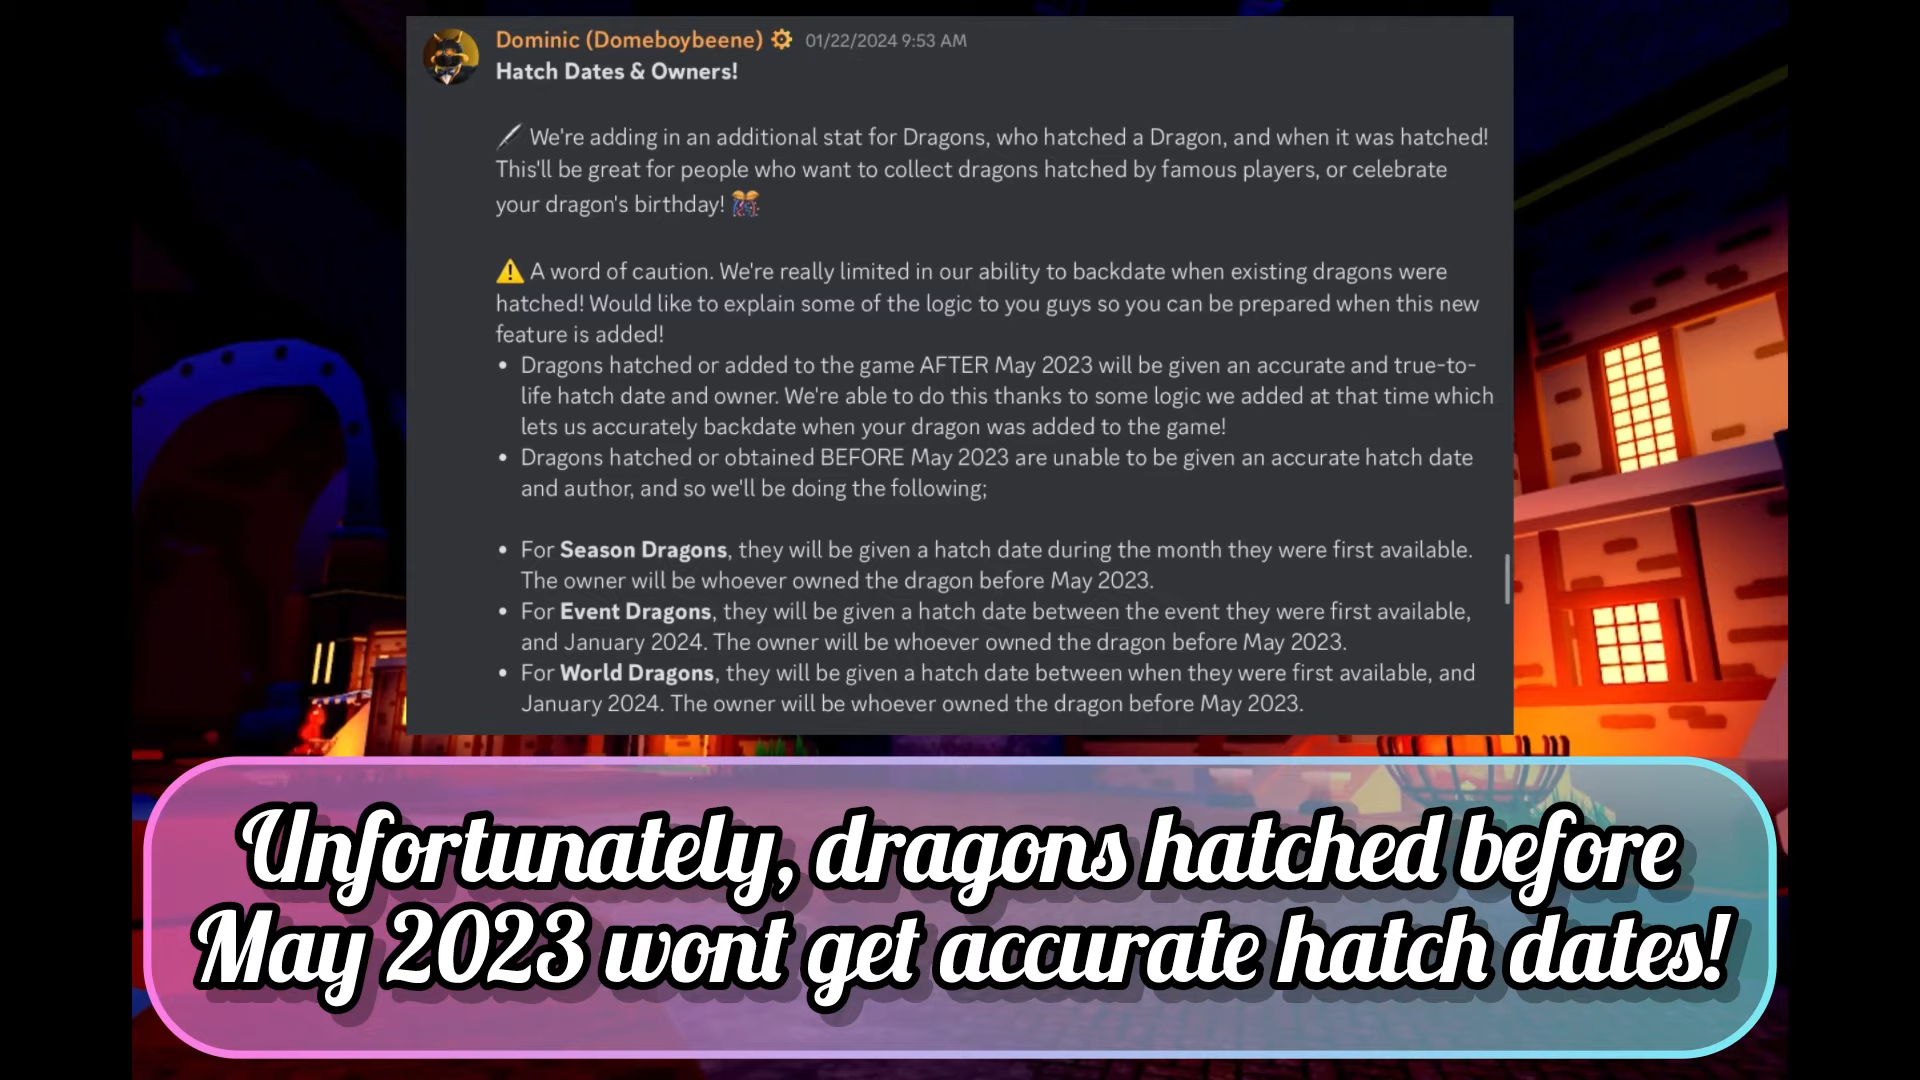 Dominic (Domeboybeene) 01/22/2024 9:53 AM
Hatch Dates & Owners!
We're adding in an additional stat for Dragons, who hatched a Dragon, and when it was hatched!
This'll be great for people who want to collect dragons hatched by famous players, or celebrate
your dragon's birthday!
A word of caution. We're really limited in our ability to backdate when existing dragons were
hatched! Would like to explain some of the logic to you guys so you can be prepared when this new
feature is added!
• Dragons hatched or added to the game AFTER May 2023 will be given an accurate and true-to-
life hatch date and owner. We're able to do this thanks to some logic we added at that time which
lets us accurately backdate when your dragon was added to the game!
• Dragons hatched or obtained BEFORE May 2023 are unable to be given an accurate hatch date
and author, and so we'll be doing the following;
• For Season Dragons, they will be given a hatch date during the month they were first available.
The owner will be whoever owned the dragon before May 2023.
• For Event Dragons, they will be given a hatch date between the event they were first available,
and January 2024. The owner will be whoever owned the dragon before May 2023.
• For World Dragons, they will be given a hatch date between when they were first available, and
January 2024. The owner will be whoever owned the dragon before May 2023.
Unfortunately, dragons hatched before
May 2023 wont get accurate hatch dates!